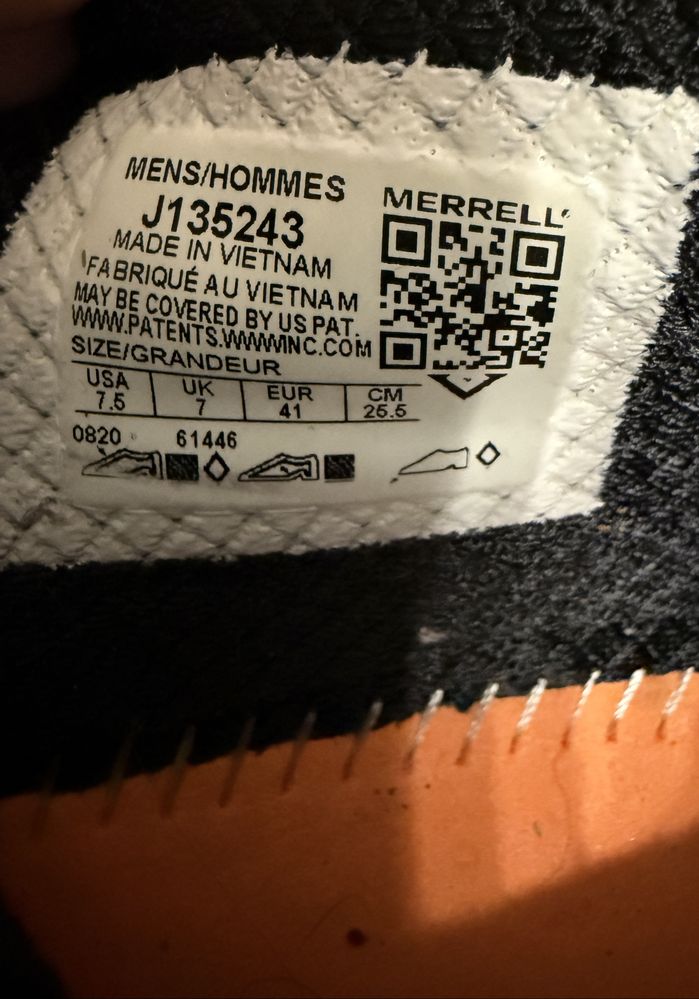 MENS/HOMMES
J135243
MADE IN VIETNAM
FABRIQUÉ AU VIETNAM
MAY BE COVERED BY US PAT.
WWW.PATENTS.WWWINC.COM
SIZE/GRANDEUR
USA UK EUR CM
7.5 7 41 25.5
0820 61446
MERRELL